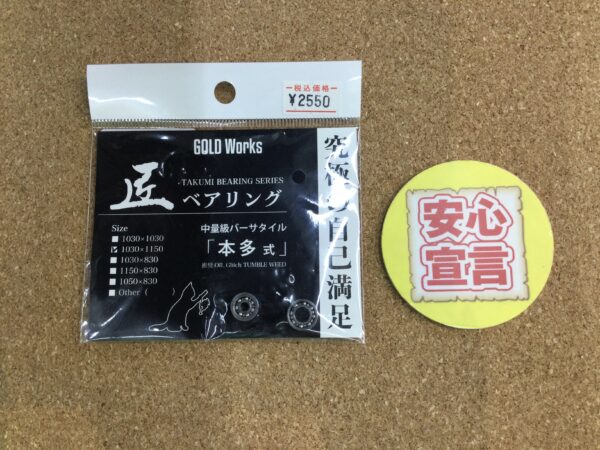 税込価格
¥2550
GOLD Works
匠
-TAKUMI BEARING SERIES-
ベアリング
中量級バーサタイル
「本多式」
Size
1030×1030
1030×1150
1030×830
1150×830
1050×830
Other (
究極の自己満足
安心
宣言